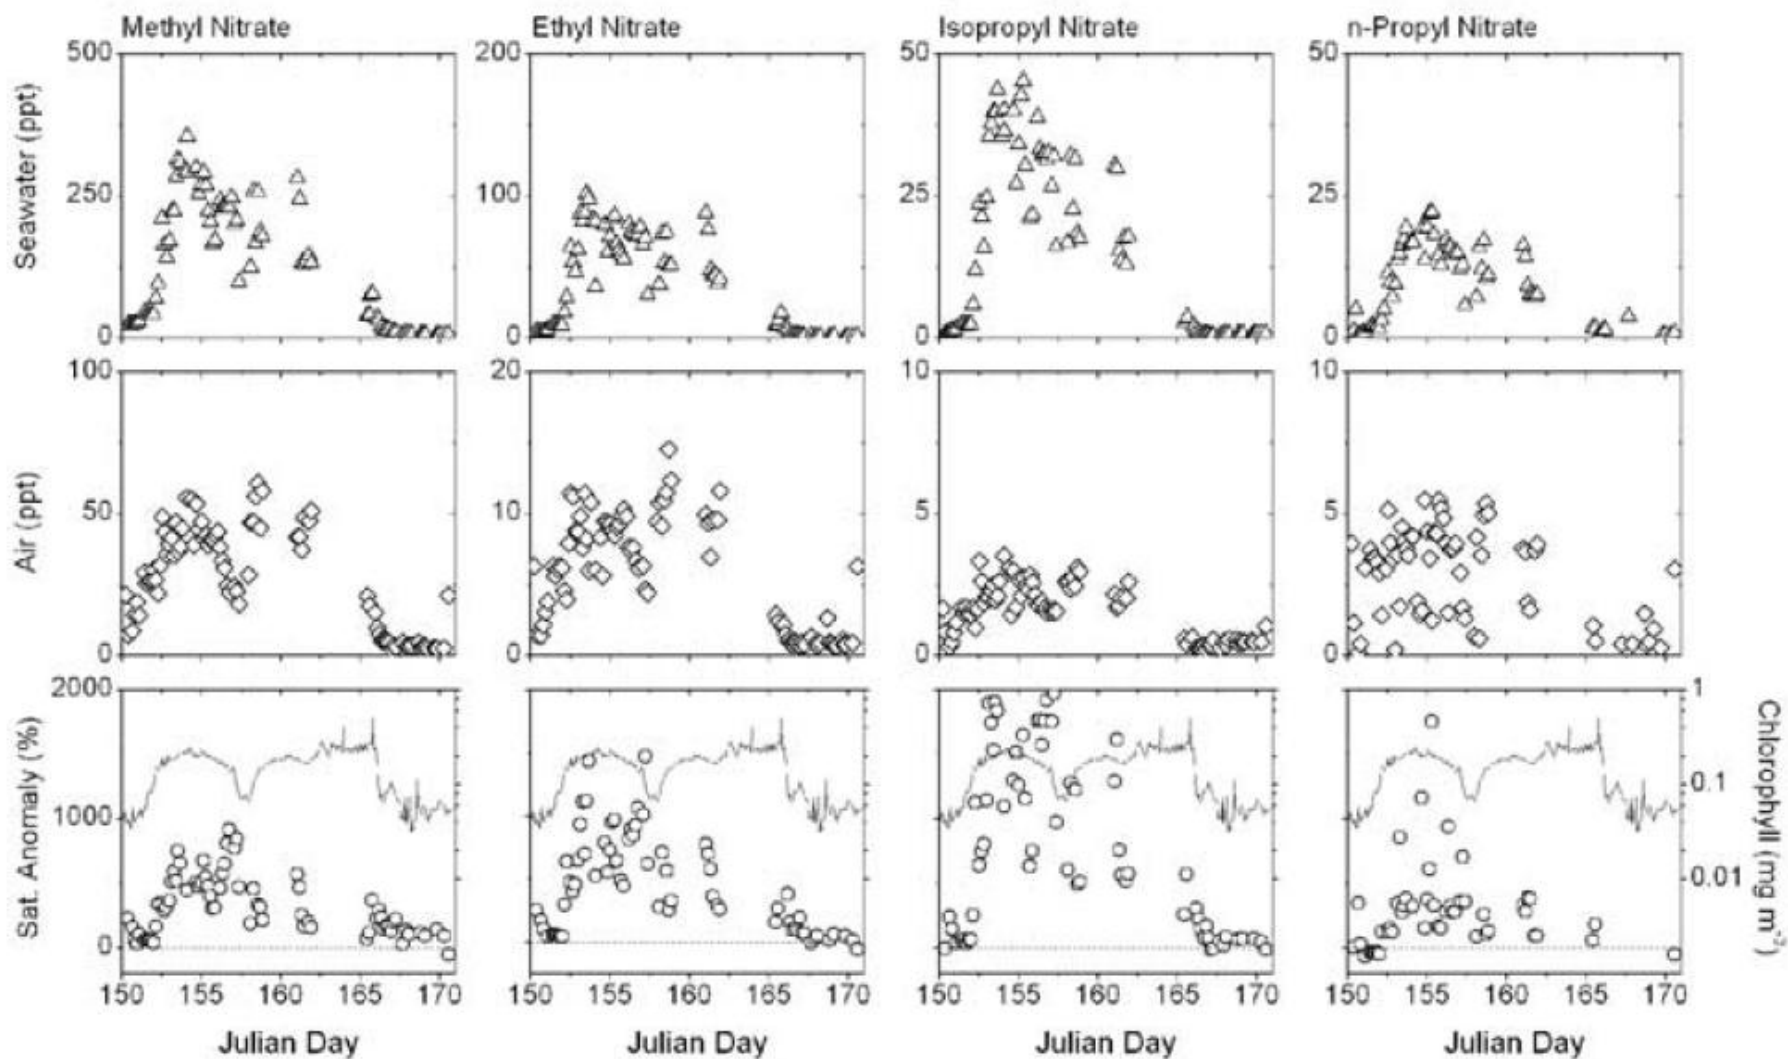 Methyl Nitrate Ethyl Nitrate Isopropyl Nitrate n-Propyl Nitrate
Seawater (ppt)
500 250 0
200 100 0
50 25 0
50 25 0
Air (ppt)
100 50 0
20 10 0
10 5 0
10 5 0
Sat. Anomaly (%)
2000 1000 0
1 0.1 0.01
Chlorophyll (mg m⁻²)
150 155 160 165 170 150 155 160 165 170 150 155 160 165 170 150 155 160 165 170
Julian Day Julian Day Julian Day Julian Day